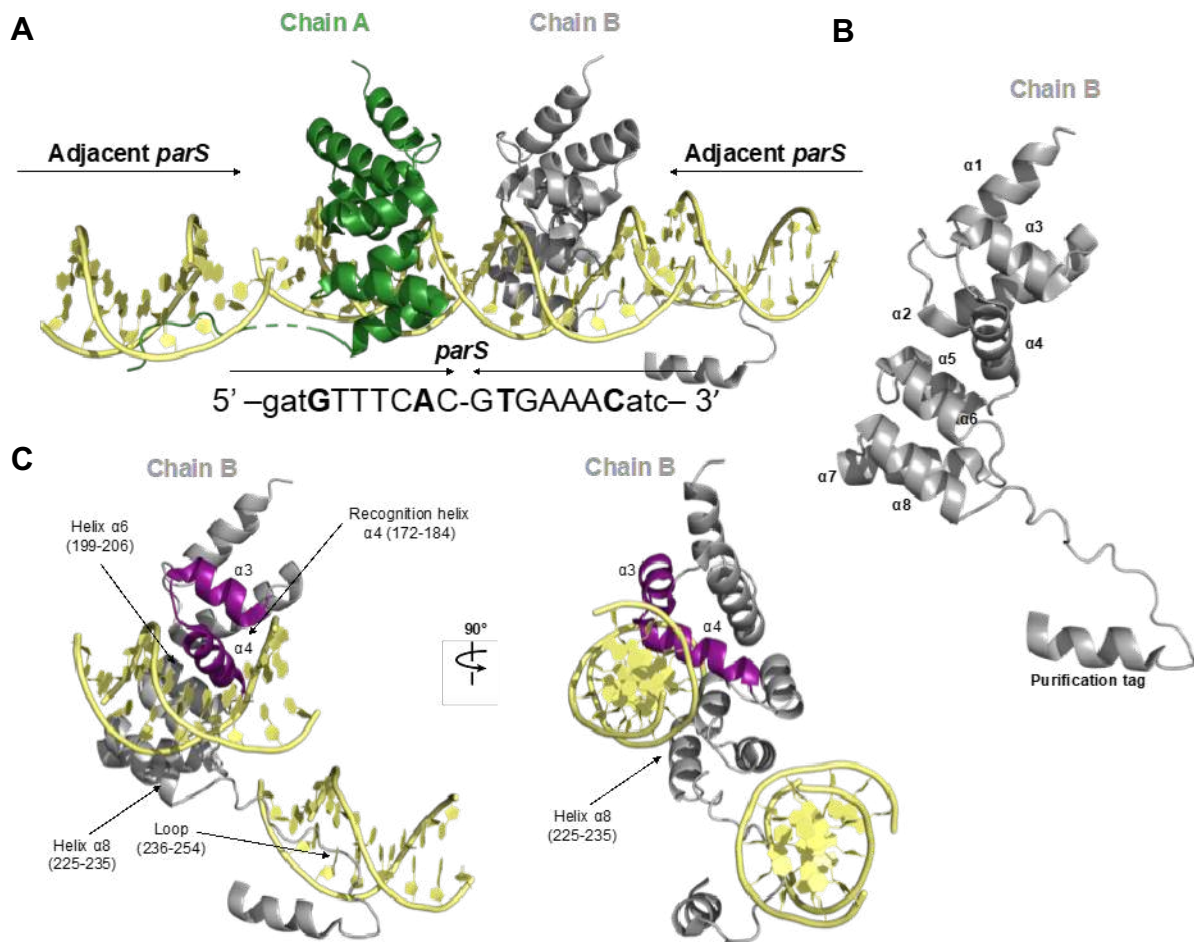 A
Chain A
Chain B
Adjacent parS
Adjacent parS
parS
5' –gatGTTTCAC-GTGAAACatc– 3'
B
Chain B
α1
α3
α2
α4
α5
α6
α7
α8
Purification tag
C
Chain B
Helix α6
(199-206)
Recognition helix
α4 (172-184)
α3
α4
Helix α8
(225-235)
Loop
(236-254)
90°
Chain B
α3
α4
Helix α8
(225-235)